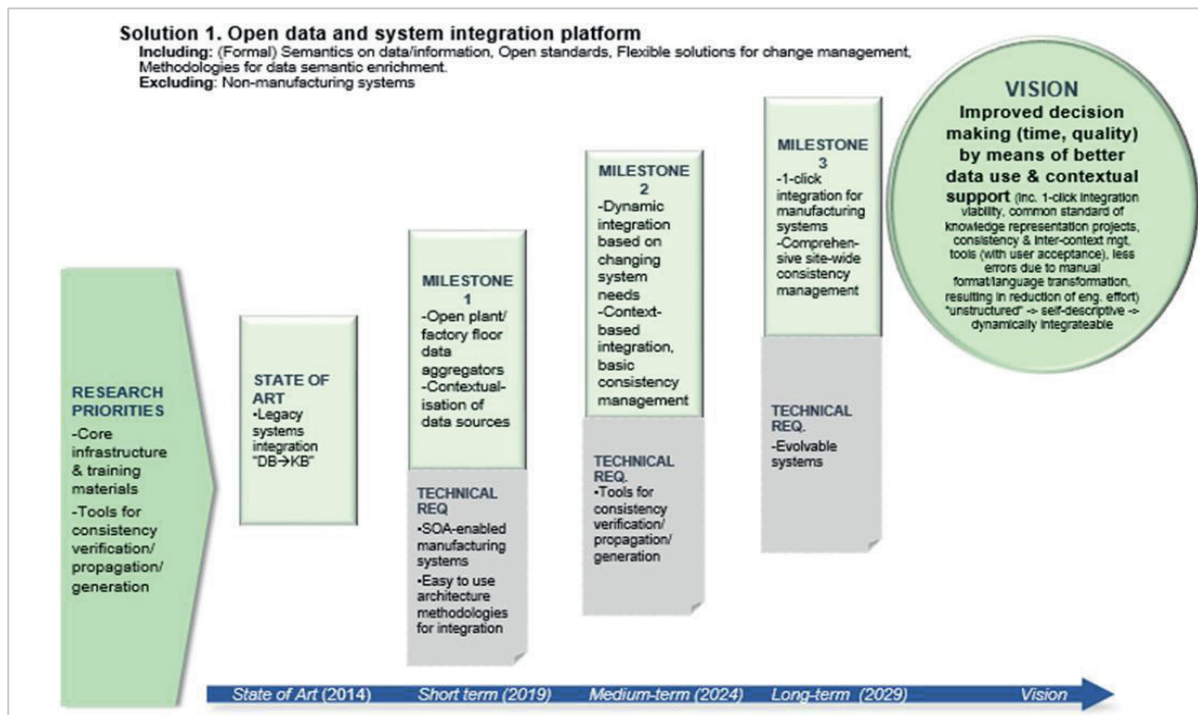 Solution 1. Open data and system integration platform
Including: (Formal) Semantics on data/information, Open standards, Flexible solutions for change management,
Methodologies for data semantic enrichment.
Excluding: Non-manufacturing systems
RESEARCH
PRIORITIES
-Core
infrastructure
& training
materials
-Tools for
consistency
verification/
propagation/
generation
STATE OF
ART
•Legacy
systems
integration
"DB→KB"
MILESTONE
1
-Open plant/
factory floor
data
aggregators
-Contextual-
isation of
data sources
TECHNICAL
REQ
•SOA-enabled
manufacturing
systems
•Easy to use
architecture
methodologies
for integration
MILESTONE
2
-Dynamic
integration
based on
changing
system
needs
-Context-
based
integration,
basic
consistency
management
TECHNICAL
REQ.
•Tools for
consistency
verification/
propagation/
generation
MILESTONE
3
-1-click
integration for
manufacturing
systems
-Comprehen-
sive site-wide
consistency
management
TECHNICAL
REQ.
-Evolvable
systems
VISION
Improved decision
making (time, quality)
by means of better
data use & contextual
support (inc. 1-click integration
viability, common standard of
knowledge representation projects,
consistency & inter-context mgt,
tools (with user acceptance), less
errors due to manual
format/language transformation,
resulting in reduction of eng. effort)
"unstructured" -> self-descriptive ->
dynamically integrateable
State of Art (2014)
Short term (2019)
Medium-term (2024)
Long-term (2029)
Vision